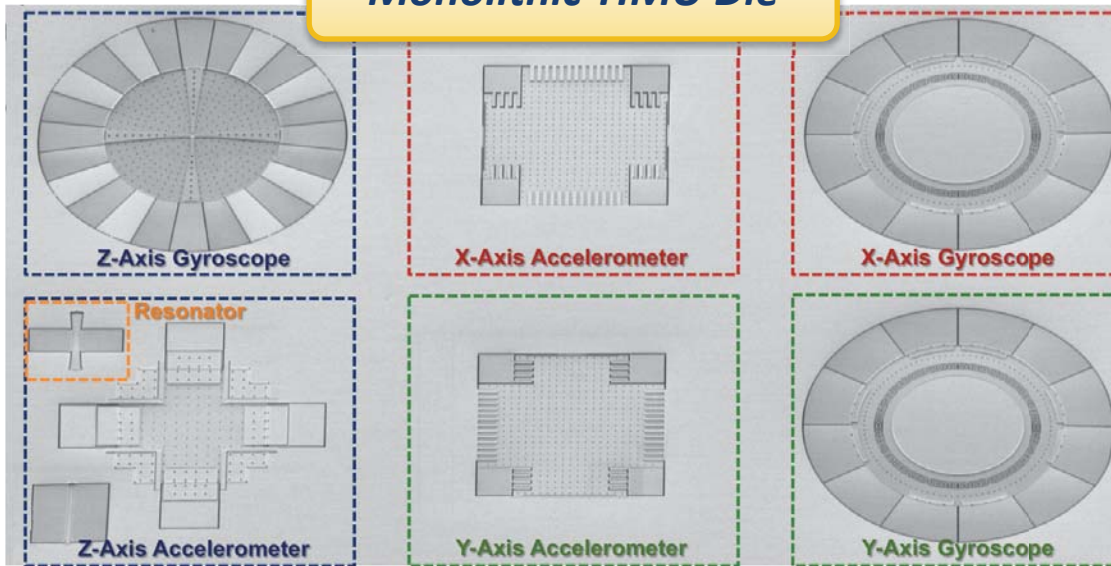 Monolithic TIMU Die
Z-Axis Gyroscope
X-Axis Accelerometer
X-Axis Gyroscope
Resonator
Z-Axis Accelerometer
Y-Axis Accelerometer
Y-Axis Gyroscope